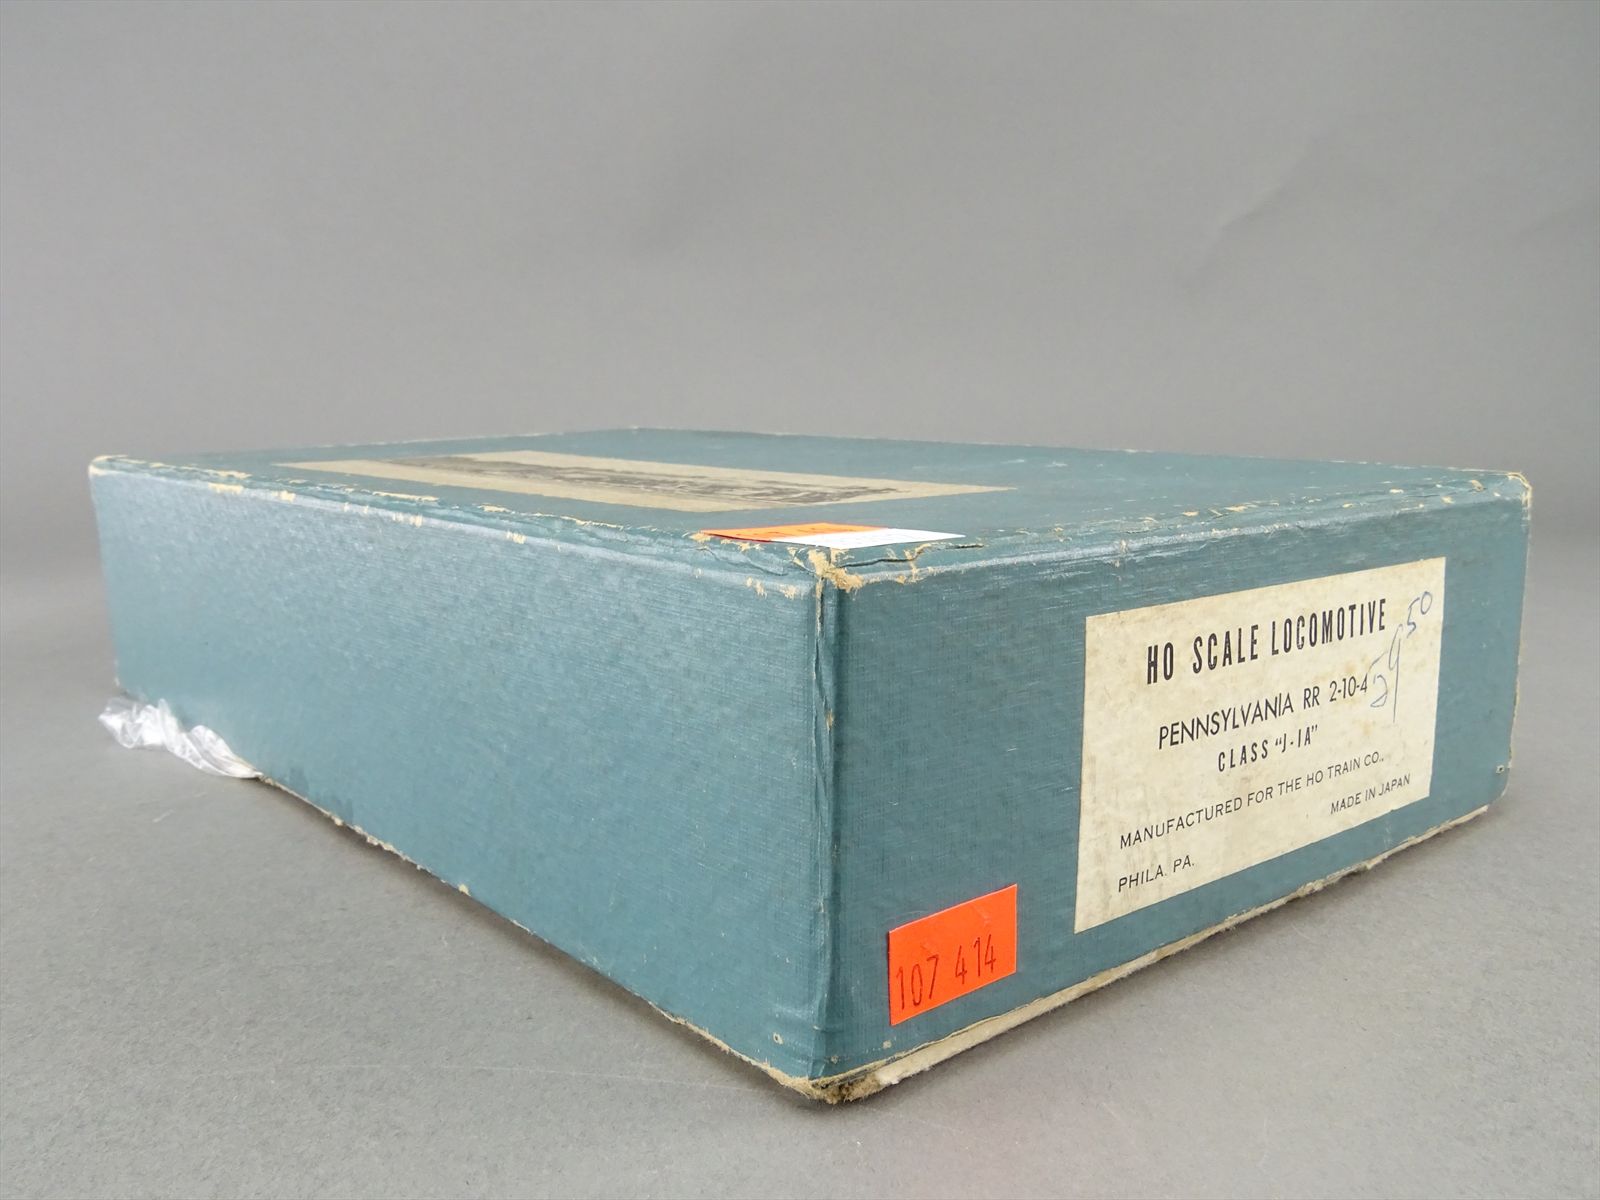 HO SCALE LOCOMOTIVE
PENNSYLVANIA RR 2-10-4
59 50
CLASS "J-1A"
MANUFACTURED FOR THE HO TRAIN CO.,
PHILA. PA.
MADE IN JAPAN
107 414